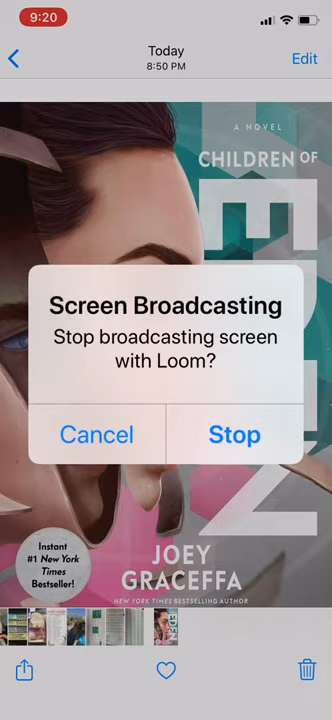 9:20
Today
8:50 PM
Edit
A NOVEL
CHILDREN OF
E
N
Screen Broadcasting
Stop broadcasting screen
with Loom?
Cancel
Stop
Instant
#1 New York
Times
Bestseller!
JOEY
GRACEFFA
NEW YORK TIMES BESTSELLING AUTHOR